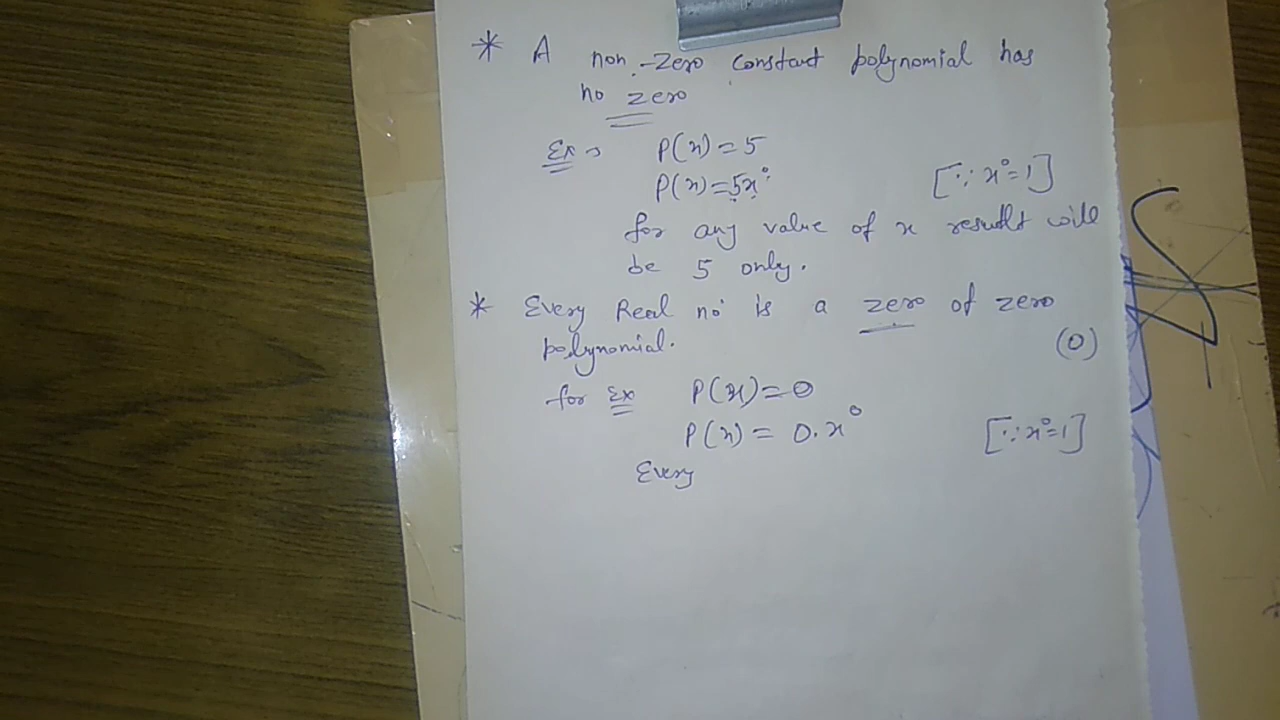 * A non-zero constant polynomial has
no zero
Ex → P(x) = 5
P(x) = 5x° [∵ x°=1]
for any value of x result will
be 5 only.
* Every Real no is a zero of zero
polynomial. (0)
for Ex P(x) = 0
P(x) = 0.x° [∵ x°=1]
Every